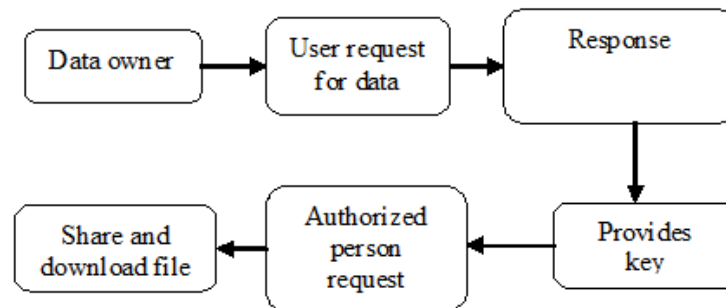 Data owner
User request
for data
Response
Provides
key
Authorized
person
request
Share and
download file